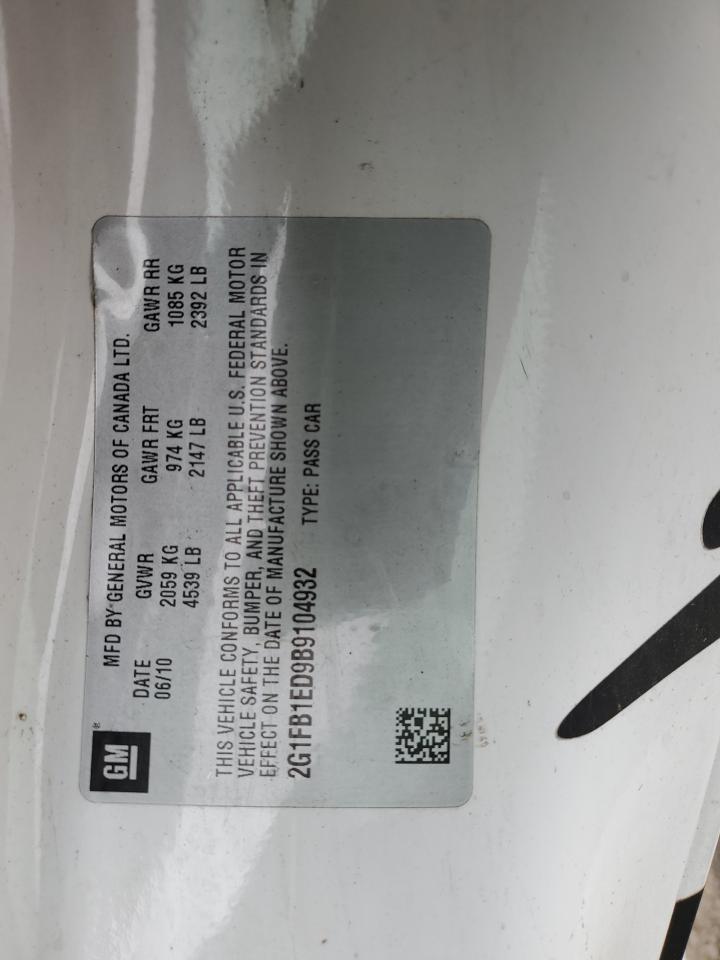 GM®
MFD BY GENERAL MOTORS OF CANADA LTD.
DATE GVWR GAWR FRT GAWR RR
06/10 2059 KG 974 KG 1085 KG
4539 LB 2147 LB 2392 LB
THIS VEHICLE CONFORMS TO ALL APPLICABLE U.S. FEDERAL MOTOR
VEHICLE SAFETY, BUMPER, AND THEFT PREVENTION STANDARDS IN
EFFECT ON THE DATE OF MANUFACTURE SHOWN ABOVE.
2G1FB1ED9B9104932 TYPE: PASS CAR